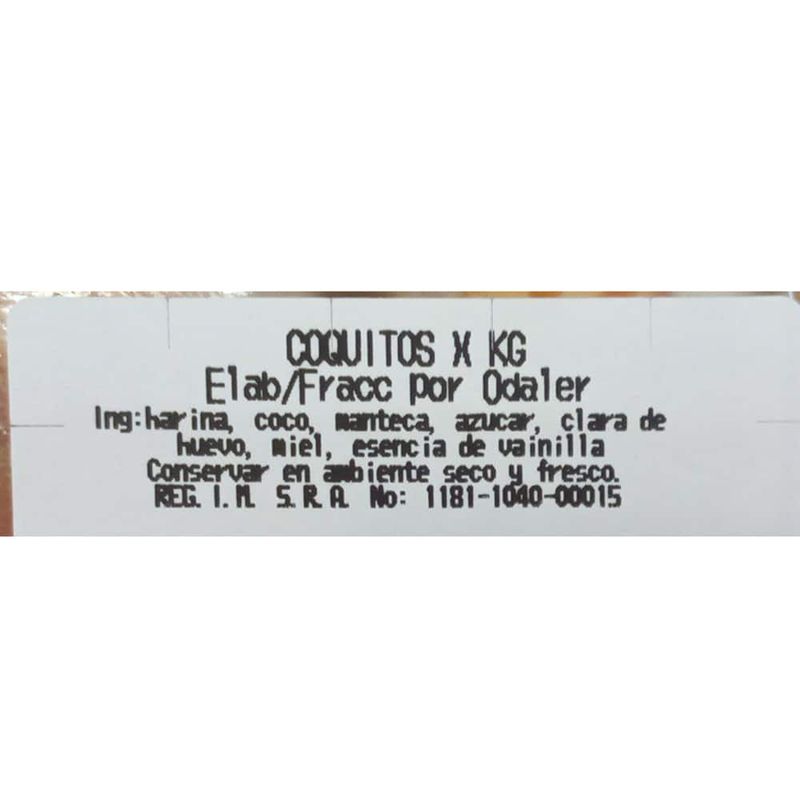 COQUITOS X KG
Elab/Fracc por Odaler
Ing:harina, coco, manteca, azucar, clara de
huevo, miel, esencia de vainilla
Conservar en ambiente seco y fresco.
REG. I.M. S.R.A. No: 1181-1040-00015